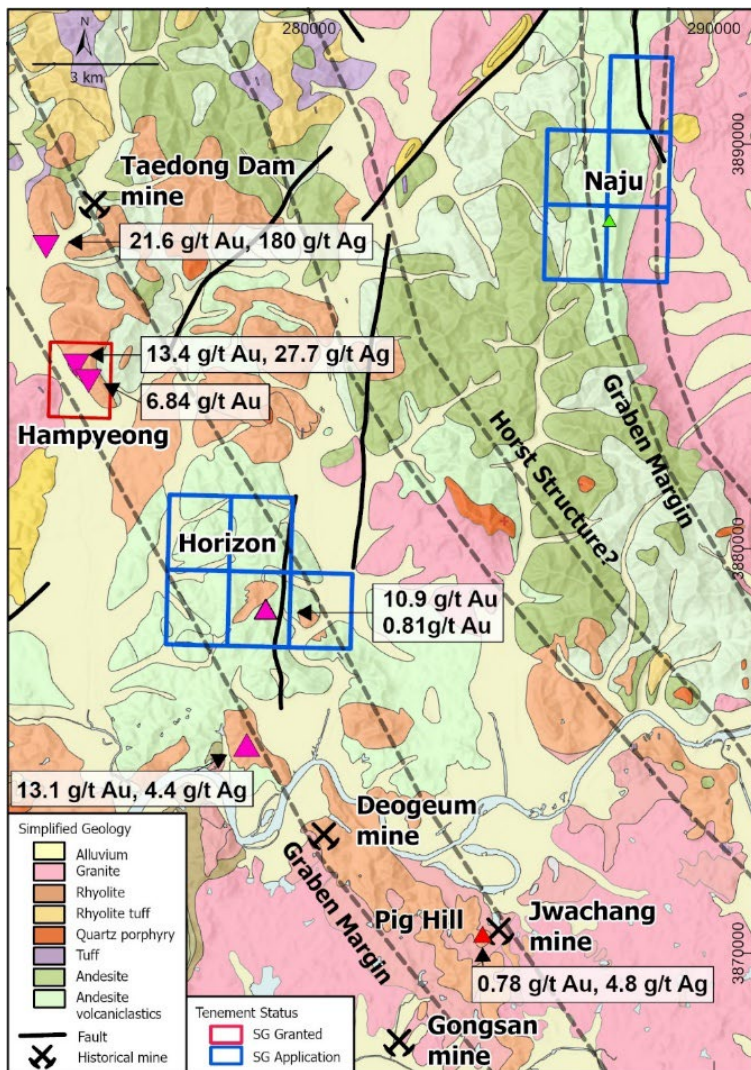 N
3 km
280000
290000
3890000
Taedong Dam
mine
21.6 g/t Au, 180 g/t Ag
Naju
13.4 g/t Au, 27.7 g/t Ag
6.84 g/t Au
Hampyeong
Graben Margin
Horst Structure?
3880000
Horizon
10.9 g/t Au
0.81g/t Au
13.1 g/t Au, 4.4 g/t Ag
Deogeum
mine
Graben Margin
Pig Hill
Jwachang
mine
3870000
0.78 g/t Au, 4.8 g/t Ag
Gongsan
mine
Simplified Geology
Alluvium
Granite
Rhyolite
Rhyolite tuff
Quartz porphyry
Tuff
Andesite
Andesite
volcaniclastics
Fault
Historical mine
Tenement Status
SG Granted
SG Application